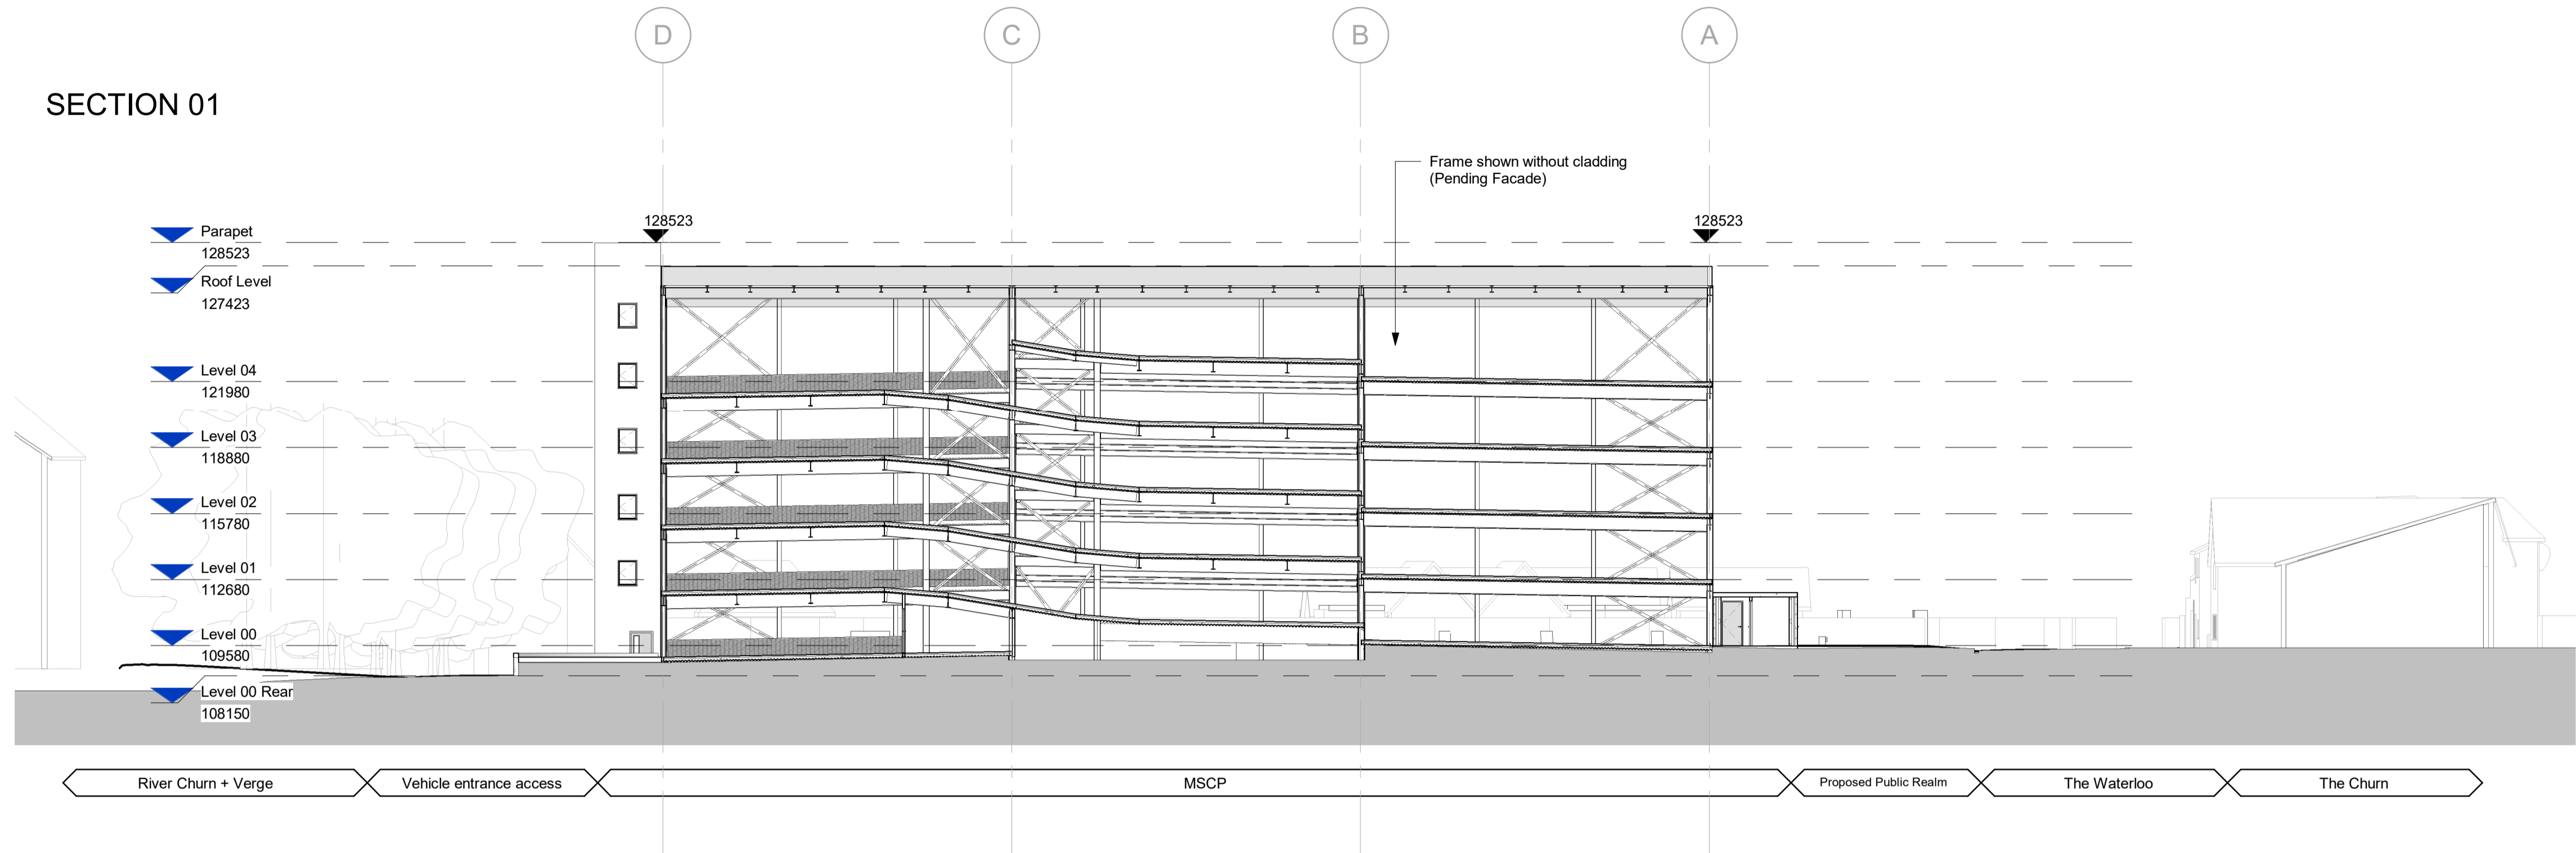 D
C
B
A
SECTION 01
Frame shown without cladding
(Pending Facade)
128523
128523
Parapet
128523
Roof Level
127423
Level 04
121980
Level 03
118880
Level 02
115780
Level 01
112680
Level 00
109580
Level 00 Rear
108150
River Churn + Verge
Vehicle entrance access
MSCP
Proposed Public Realm
The Waterloo
The Churn